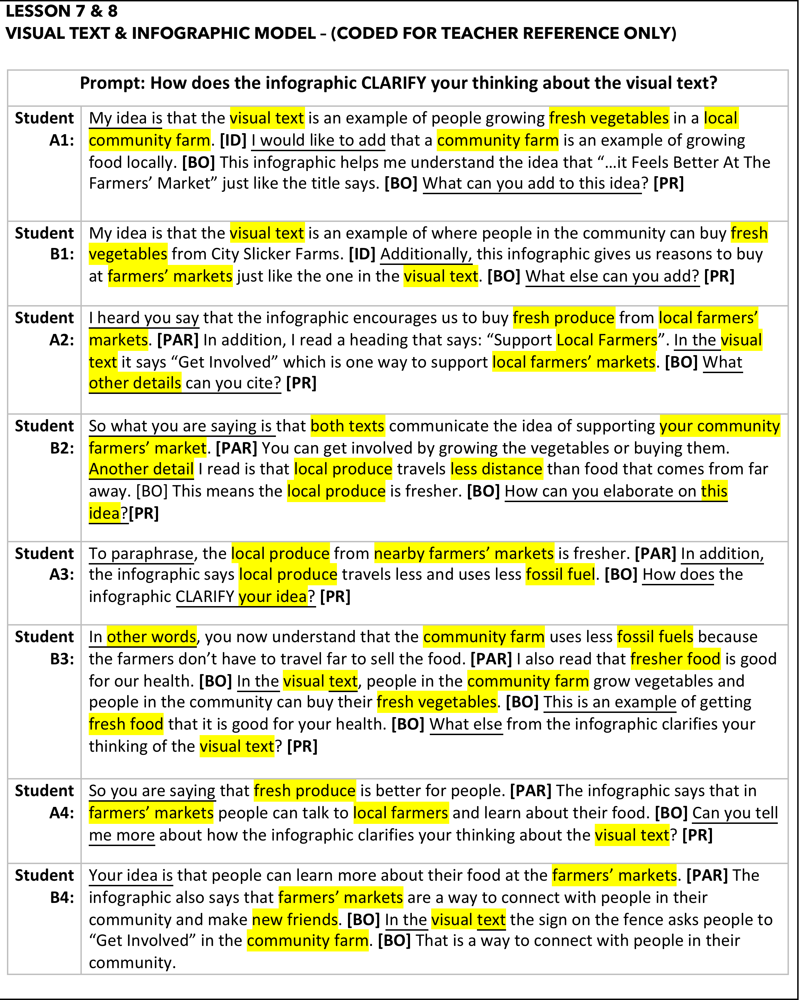 LESSON 7 & 8
VISUAL TEXT & INFOGRAPHIC MODEL – (CODED FOR TEACHER REFERENCE ONLY)
Prompt: How does the infographic CLARIFY your thinking about the visual text?
Student A1:
My idea is that the visual text is an example of people growing fresh vegetables in a local
community farm. [ID] I would like to add that a community farm is an example of growing
food locally. [BO] This infographic helps me understand the idea that “…it Feels Better At The
Farmers’ Market” just like the title says. [BO] What can you add to this idea? [PR]
Student B1:
My idea is that the visual text is an example of where people in the community can buy fresh
vegetables from City Slicker Farms. [ID] Additionally, this infographic gives us reasons to buy
at farmers’ markets just like the one in the visual text. [BO] What else can you add? [PR]
Student A2:
I heard you say that the infographic encourages us to buy fresh produce from local farmers’
markets. [PAR] In addition, I read a heading that says: “Support Local Farmers”. In the visual
text it says “Get Involved” which is one way to support local farmers’ markets. [BO] What
other details can you cite? [PR]
Student B2:
So what you are saying is that both texts communicate the idea of supporting your community
farmers’ market. [PAR] You can get involved by growing the vegetables or buying them.
Another detail I read is that local produce travels less distance than food that comes from far
away. [BO] This means the local produce is fresher. [BO] How can you elaborate on this
idea?[PR]
Student A3:
To paraphrase, the local produce from nearby farmers’ markets is fresher. [PAR] In addition,
the infographic says local produce travels less and uses less fossil fuel. [BO] How does the
infographic CLARIFY your idea? [PR]
Student B3:
In other words, you now understand that the community farm uses less fossil fuels because
the farmers don’t have to travel far to sell the food. [PAR] I also read that fresher food is good
for our health. [BO] In the visual text, people in the community farm grow vegetables and
people in the community can buy their fresh vegetables. [BO] This is an example of getting
fresh food that it is good for your health. [BO] What else from the infographic clarifies your
thinking of the visual text? [PR]
Student A4:
So you are saying that fresh produce is better for people. [PAR] The infographic says that in
farmers’ markets people can talk to local farmers and learn about their food. [BO] Can you tell
me more about how the infographic clarifies your thinking about the visual text? [PR]
Student B4:
Your idea is that people can learn more about their food at the farmers’ markets. [PAR] The
infographic also says that farmers’ markets are a way to connect with people in their
community and make new friends. [BO] In the visual text the sign on the fence asks people to
“Get Involved” in the community farm. [BO] That is a way to connect with people in their
community.